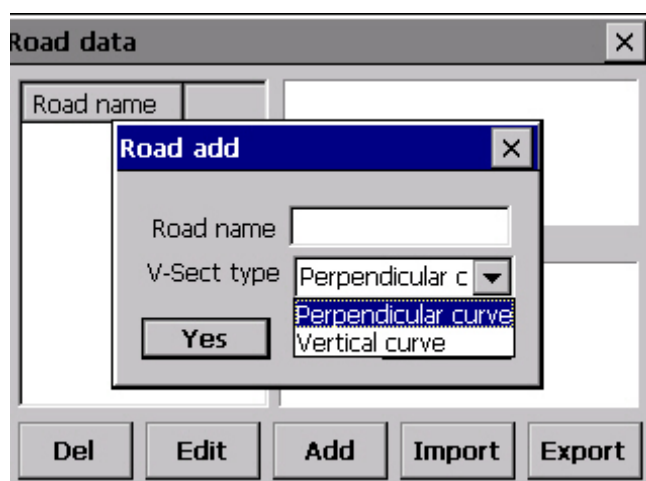 Road data
Road name
Road add
Road name
V-Sect type Perpendicular c
Perpendicular curve
Vertical curve
Yes
Del Edit Add Import Export